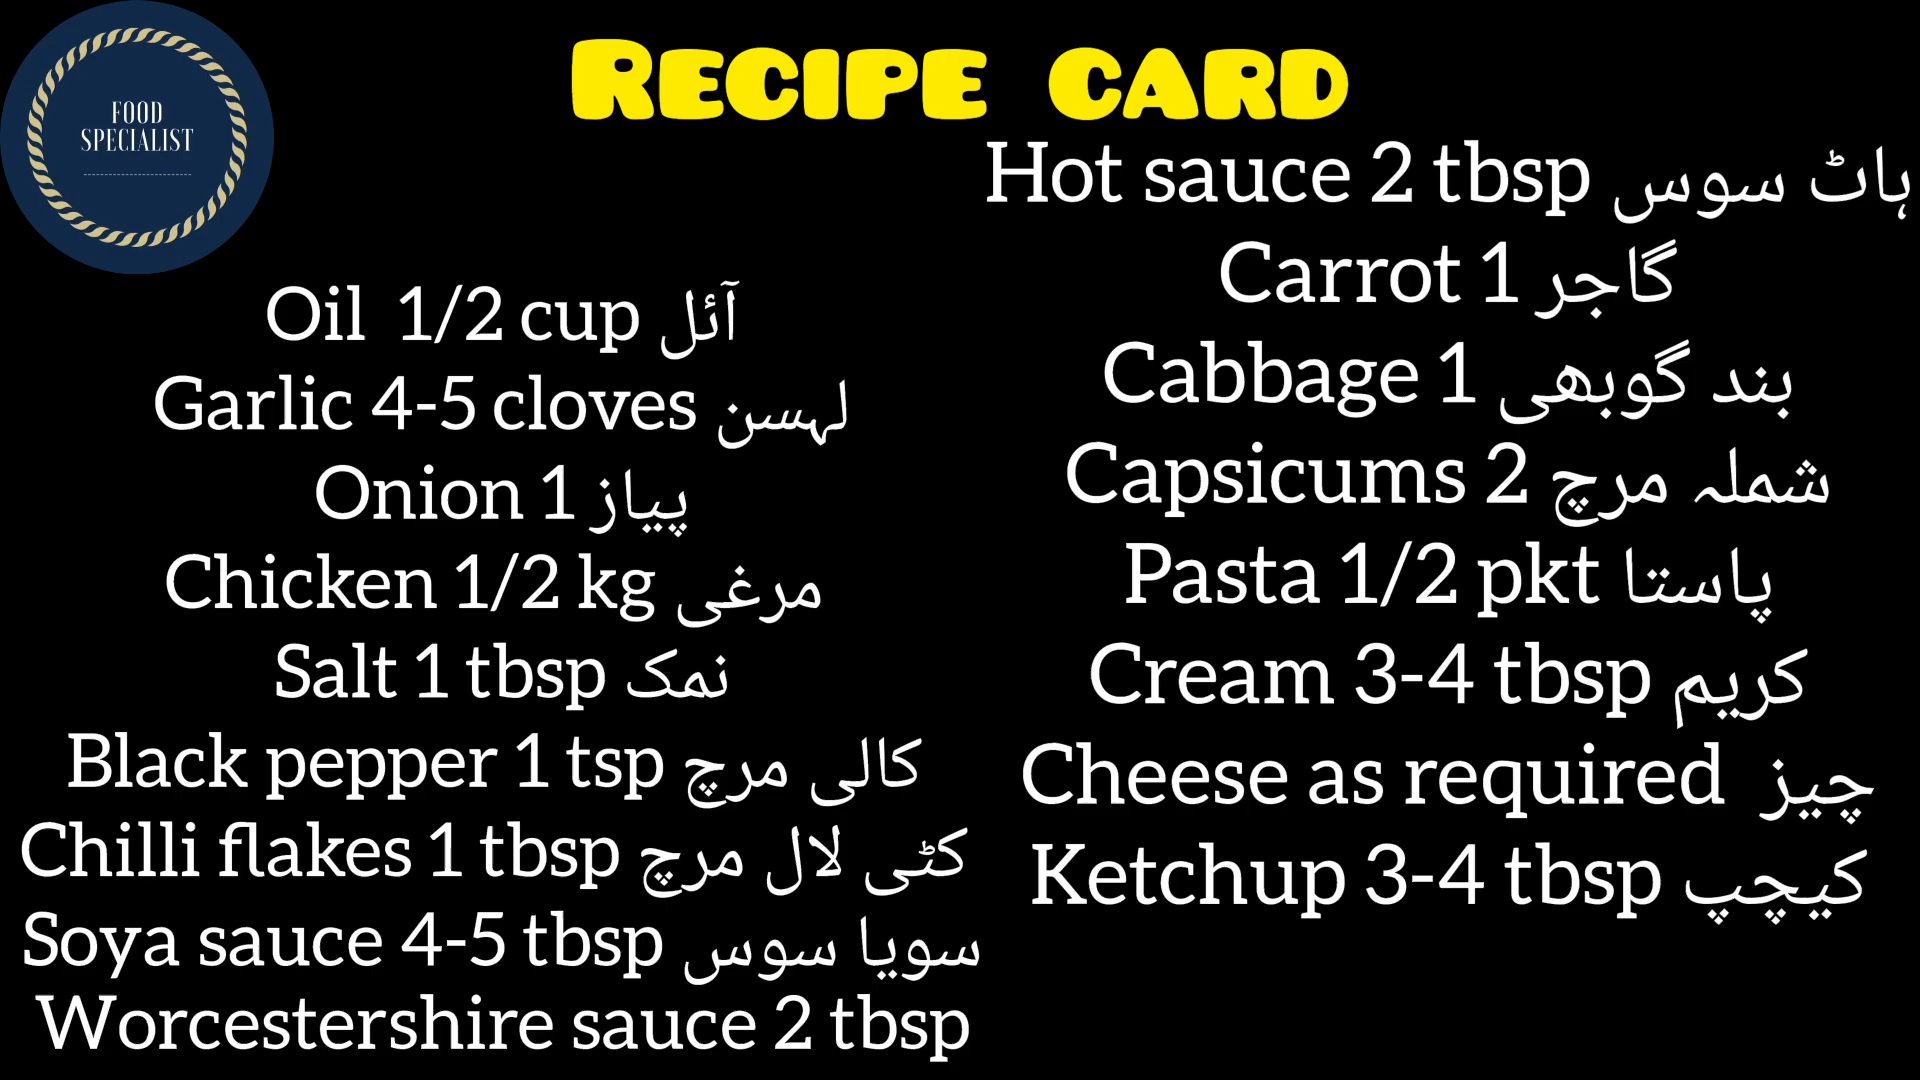 FOOD
SPECIALIST
RECIPE CARD
Oil 1/2 cup آئل
Garlic 4-5 cloves لہسن
Onion 1 پیاز
Chicken 1/2 kg مرغی
Salt 1 tbsp نمک
Black pepper 1 tsp کالی مرچ
Chilli flakes 1 tbsp کٹی لال مرچ
Soya sauce 4-5 tbsp سویا سوس
Worcestershire sauce 2 tbsp
Hot sauce 2 tbsp ہاٹ سوس
Carrot 1 گاجر
Cabbage 1 بند گوبھی
Capsicums 2 شملہ مرچ
Pasta 1/2 pkt پاستا
Cream 3-4 tbsp کریم
Cheese as required چیز
Ketchup 3-4 tbsp کیچپ